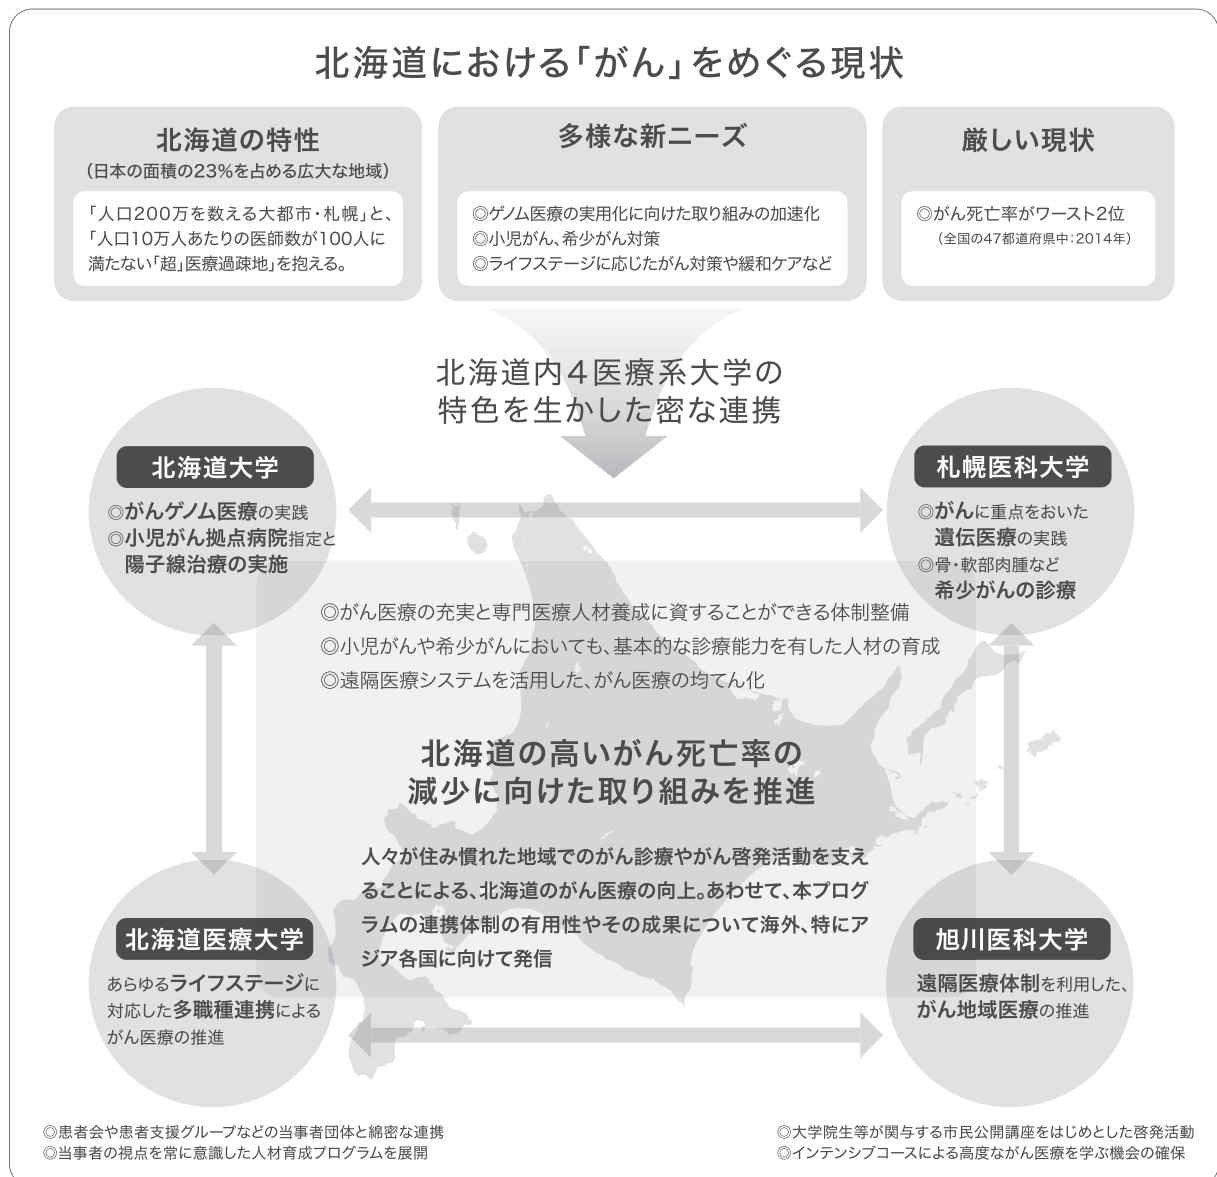 北海道における「がん」をめぐる現状
北海道の特性
（日本の面積の23％を占める広大な地域）
「人口200万を数える大都市・札幌」と、
「人口10万人あたりの医師数が100人に
満たない「超」医療過疎地」を抱える。
多様な新ニーズ
◎ゲノム医療の実用化に向けた取り組みの加速化
◎小児がん、希少がん対策
◎ライフステージに応じたがん対策や緩和ケアなど
厳しい現状
◎がん死亡率がワースト2位
（全国の47都道府県中：2014年）
北海道内４医療系大学の
特色を生かした密な連携
北海道大学
◎がんゲノム医療の実践
◎小児がん拠点病院指定と
陽子線治療の実施
札幌医科大学
◎がんに重点をおいた
遺伝医療の実践
◎骨・軟部肉腫など
希少がんの診療
◎がん医療の充実と専門医療人材養成に資することができる体制整備
◎小児がんや希少がんにおいても、基本的な診療能力を有した人材の育成
◎遠隔医療システムを活用した、がん医療の均てん化
北海道の高いがん死亡率の
減少に向けた取り組みを推進
人々が住み慣れた地域でのがん診療やがん啓発活動を支え
ることによる、北海道のがん医療の向上。あわせて、本プログ
ラムの連携体制の有用性やその成果について海外、特にア
ジア各国に向けて発信
北海道医療大学
あらゆるライフステージに
対応した多職種連携による
がん医療の推進
旭川医科大学
遠隔医療体制を利用した、
がん地域医療の推進
◎患者会や患者支援グループなどの当事者団体と綿密な連携
◎当事者の視点を常に意識した人材育成プログラムを展開
◎大学院生等が関与する市民公開講座をはじめとした啓発活動
◎インテンシブコースによる高度ながん医療を学ぶ機会の確保